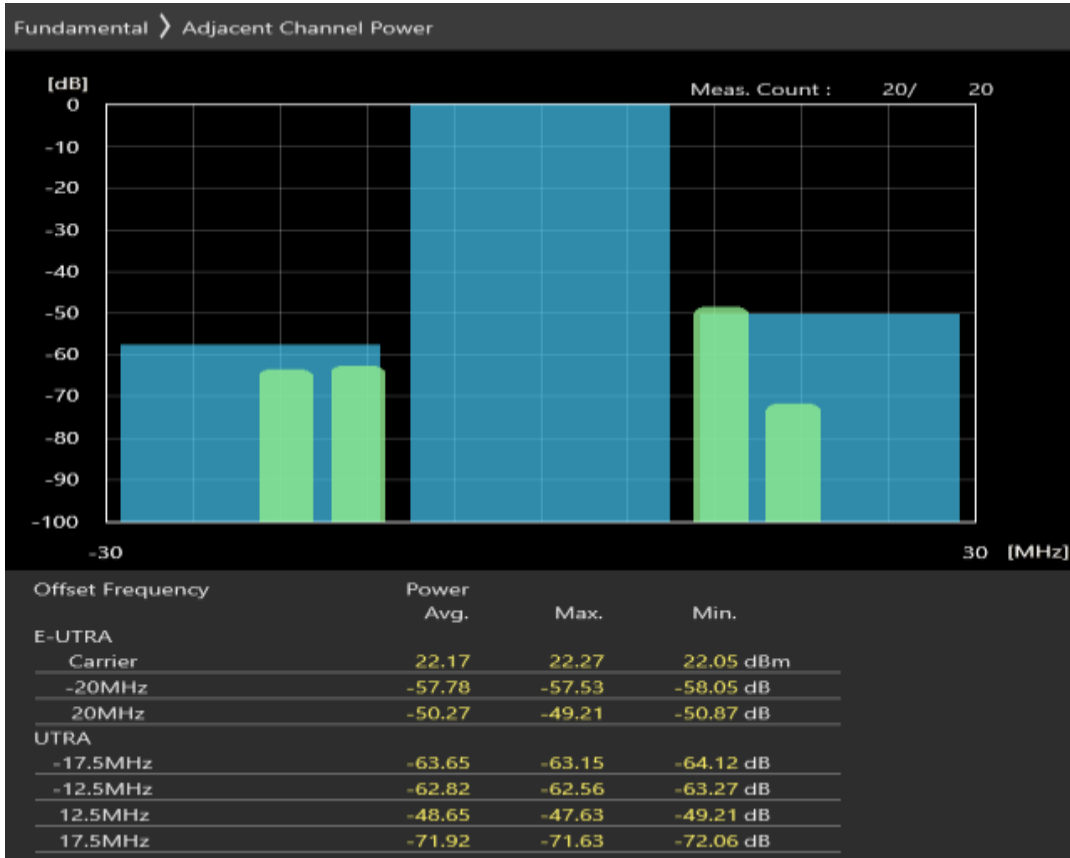 Fundamental 〉 Adjacent Channel Power
[dB]
Meas. Count : 20/ 20
0
-10
-20
-30
-40
-50
-60
-70
-80
-90
-100
-30 30 [MHz]
Offset Frequency Power
Avg. Max. Min.
E-UTRA
Carrier 22.17 22.27 22.05 dBm
-20MHz -57.78 -57.53 -58.05 dB
20MHz -50.27 -49.21 -50.87 dB
UTRA
-17.5MHz -63.65 -63.15 -64.12 dB
-12.5MHz -62.82 -62.56 -63.27 dB
12.5MHz -48.65 -47.63 -49.21 dB
17.5MHz -71.92 -71.63 -72.06 dB